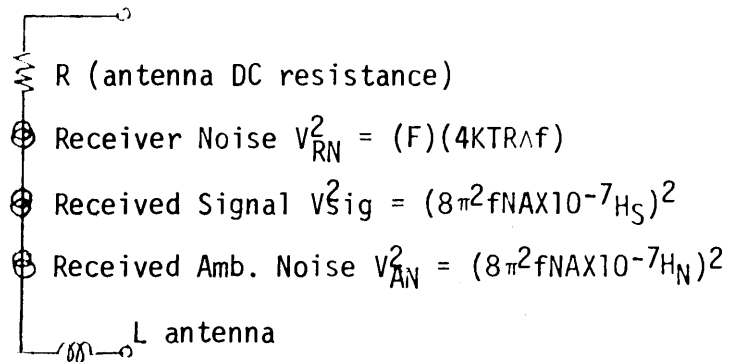 R (antenna DC resistance)
Receiver Noise V²RN = (F)(4KTR∧f)
Received Signal V²sig = (8π²fNAX10⁻⁷HS)²
Received Amb. Noise V²AN = (8π²fNAX10⁻⁷HN)²
L antenna